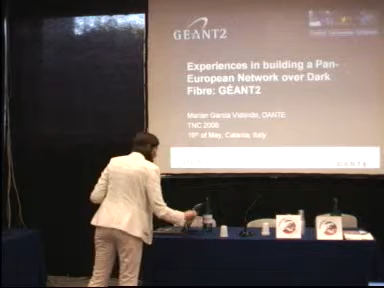 GÉANT2
Experiences in building a Pan-
European Network over Dark
Fibre: GÉANT2
Marian Garcia Vidondo, DANTE
TNC 2006
of May, Catania, Italy
DANTE